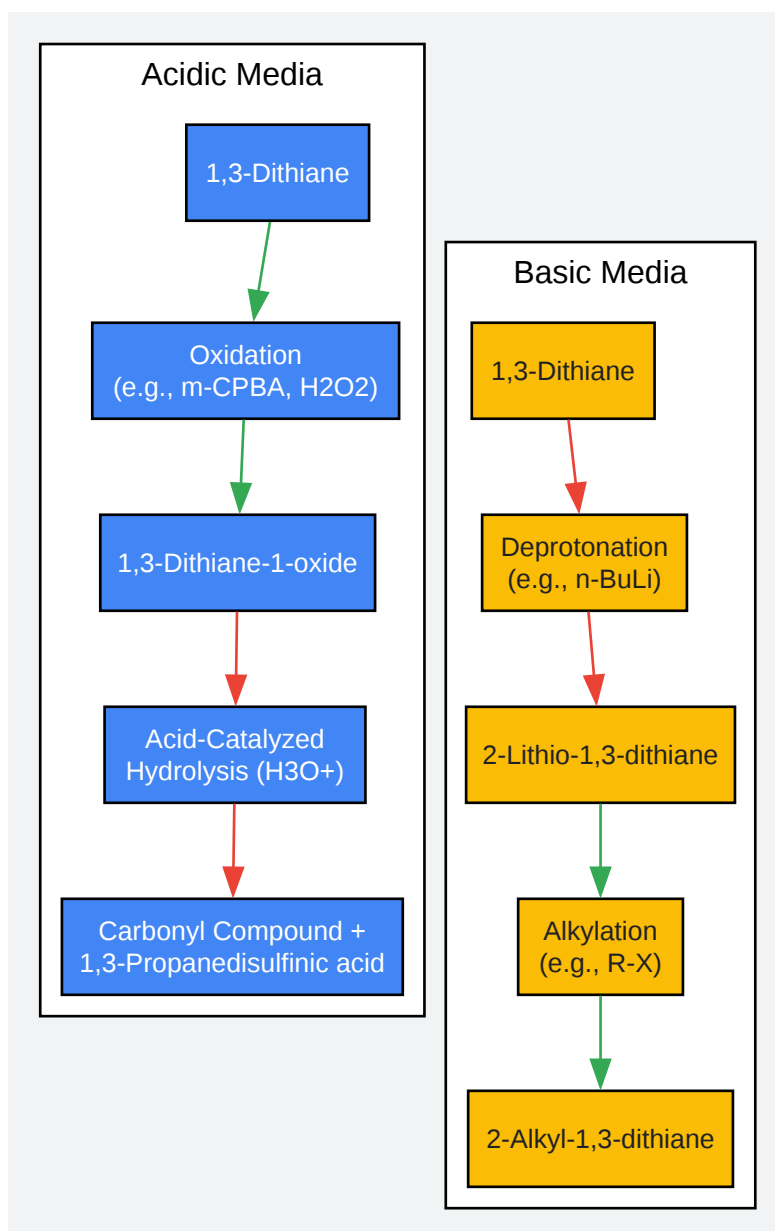 Acidic Media
1,3-Dithiane
Oxidation
(e.g., m-CPBA, H2O2)
1,3-Dithiane-1-oxide
Acid-Catalyzed
Hydrolysis (H3O+)
Carbonyl Compound +
1,3-Propanedisulfinic acid
Basic Media
1,3-Dithiane
Deprotonation
(e.g., n-BuLi)
2-Lithio-1,3-dithiane
Alkylation
(e.g., R-X)
2-Alkyl-1,3-dithiane